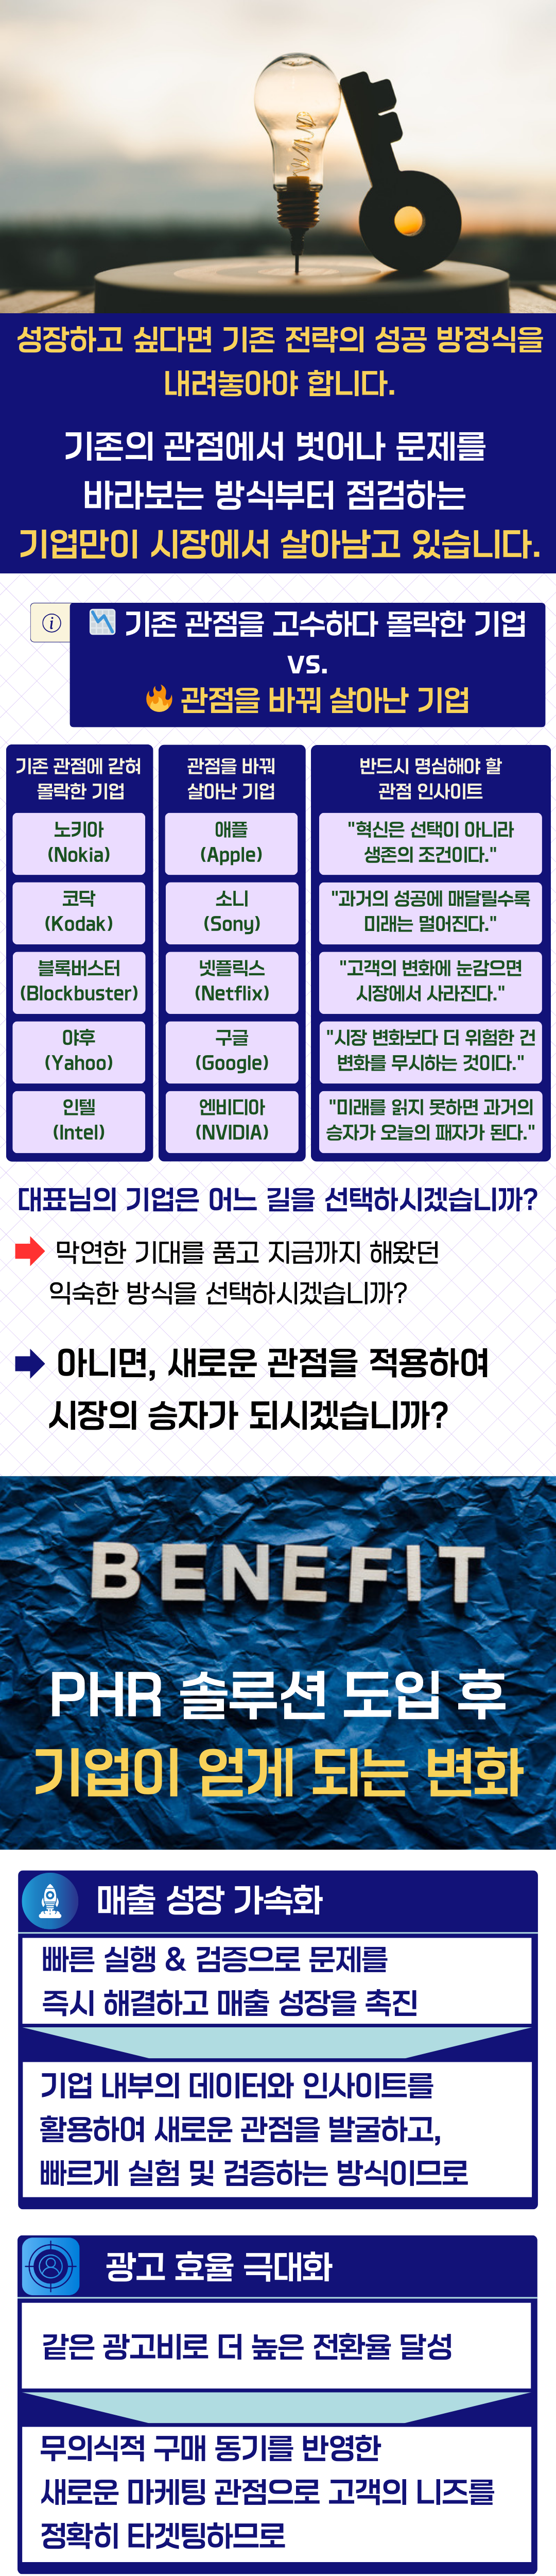 성장하고 싶다면 기존 전략의 성공 방정식을
내려놓아야 합니다.
기존의 관점에서 벗어나 문제를
바라보는 방식부터 점검하는
기업만이 시장에서 살아남고 있습니다.
i
기존 관점을 고수하다 몰락한 기업
vs.
관점을 바꿔 살아난 기업
기존 관점에 갇혀
몰락한 기업
관점을 바꿔
살아난 기업
반드시 명심해야 할
관점 인사이트
노키아
(Nokia)
애플
(Apple)
"혁신은 선택이 아니라
생존의 조건이다."
코닥
(Kodak)
소니
(Sony)
"과거의 성공에 매달릴수록
미래는 멀어진다."
블록버스터
(Blockbuster)
넷플릭스
(Netflix)
"고객의 변화에 눈감으면
시장에서 사라진다."
야후
(Yahoo)
구글
(Google)
"시장 변화보다 더 위험한 건
변화를 무시하는 것이다."
인텔
(Intel)
엔비디아
(NVIDIA)
"미래를 읽지 못하면 과거의
승자가 오늘의 패자가 된다."
대표님의 기업은 어느 길을 선택하시겠습니까?
막연한 기대를 품고 지금까지 해왔던
익숙한 방식을 선택하시겠습니까?
아니면, 새로운 관점을 적용하여
시장의 승자가 되시겠습니까?
BENEFIT
PHR 솔루션 도입 후
기업이 얻게 되는 변화
매출 성장 가속화
빠른 실행 & 검증으로 문제를
즉시 해결하고 매출 성장을 촉진
기업 내부의 데이터와 인사이트를
활용하여 새로운 관점을 발굴하고,
빠르게 실험 및 검증하는 방식이므로
광고 효율 극대화
같은 광고비로 더 높은 전환율 달성
무의식적 구매 동기를 반영한
새로운 마케팅 관점으로 고객의 니즈를
정확히 타겟팅하므로